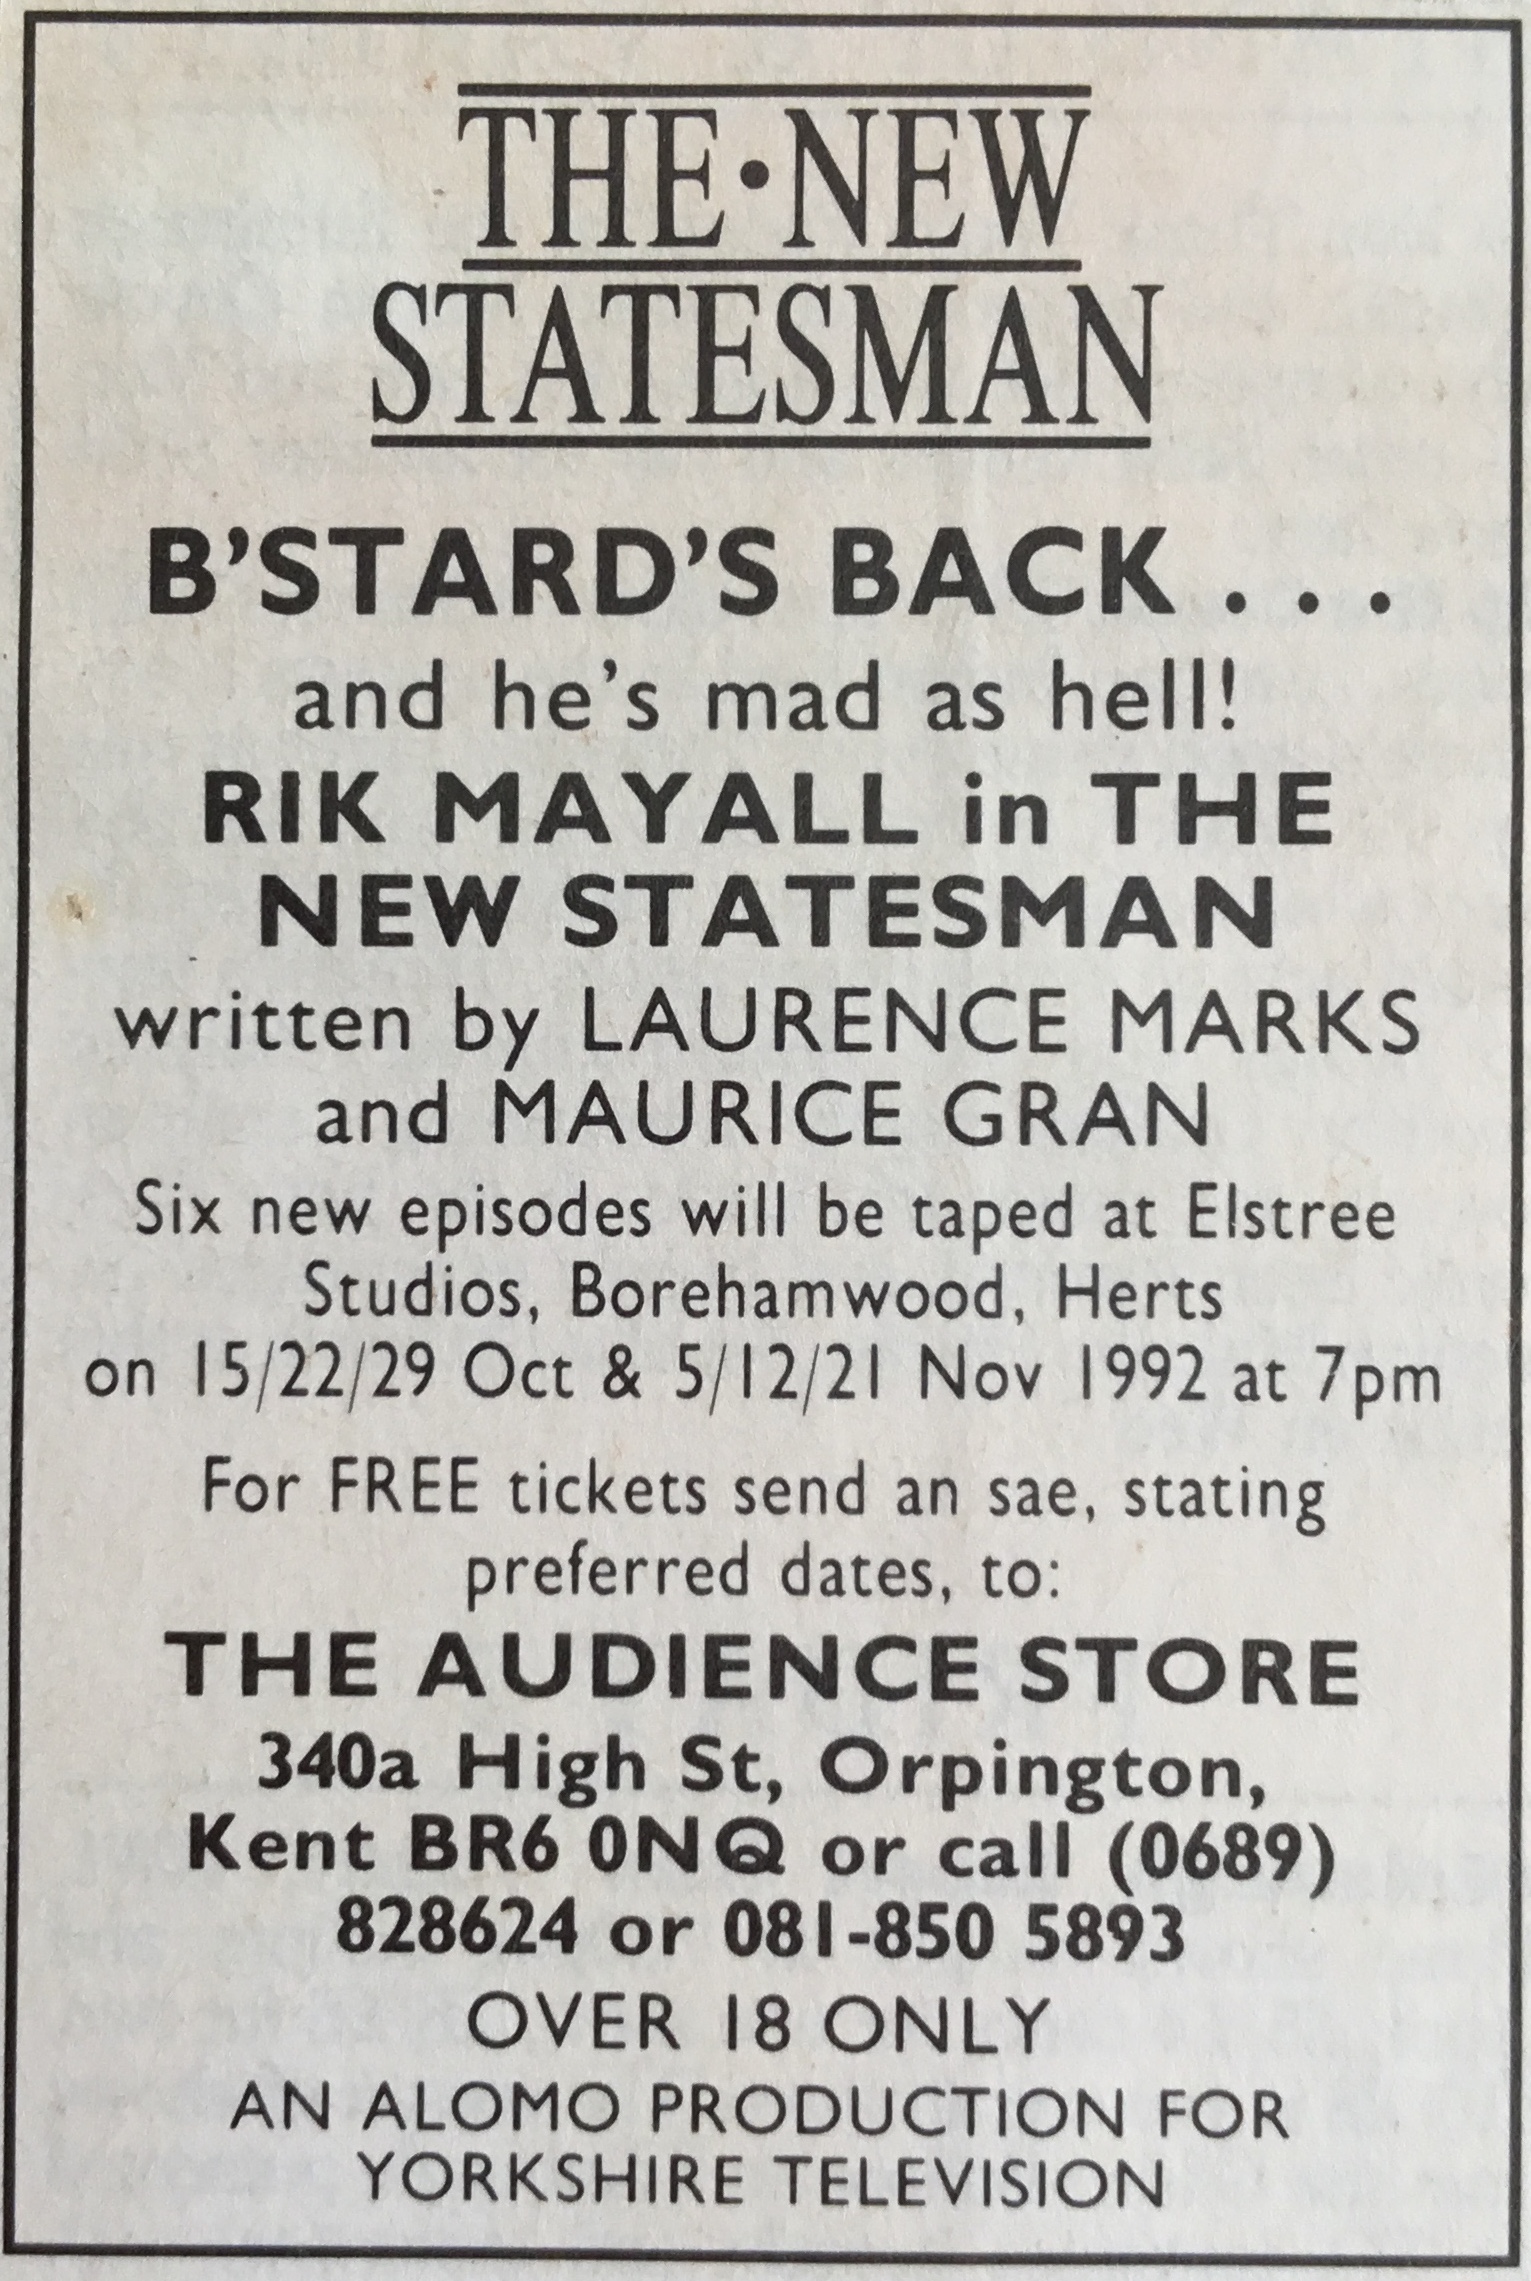 THE·NEW
STATESMAN
B'STARD'S BACK . . .
and he's mad as hell!
RIK MAYALL in THE
NEW STATESMAN
written by LAURENCE MARKS
and MAURICE GRAN
Six new episodes will be taped at Elstree
Studios, Borehamwood, Herts
on 15/22/29 Oct & 5/12/21 Nov 1992 at 7pm
For FREE tickets send an sae, stating
preferred dates, to:
THE AUDIENCE STORE
340a High St, Orpington,
Kent BR6 0NQ or call (0689)
828624 or 081-850 5893
OVER 18 ONLY
AN ALOMO PRODUCTION FOR
YORKSHIRE TELEVISION